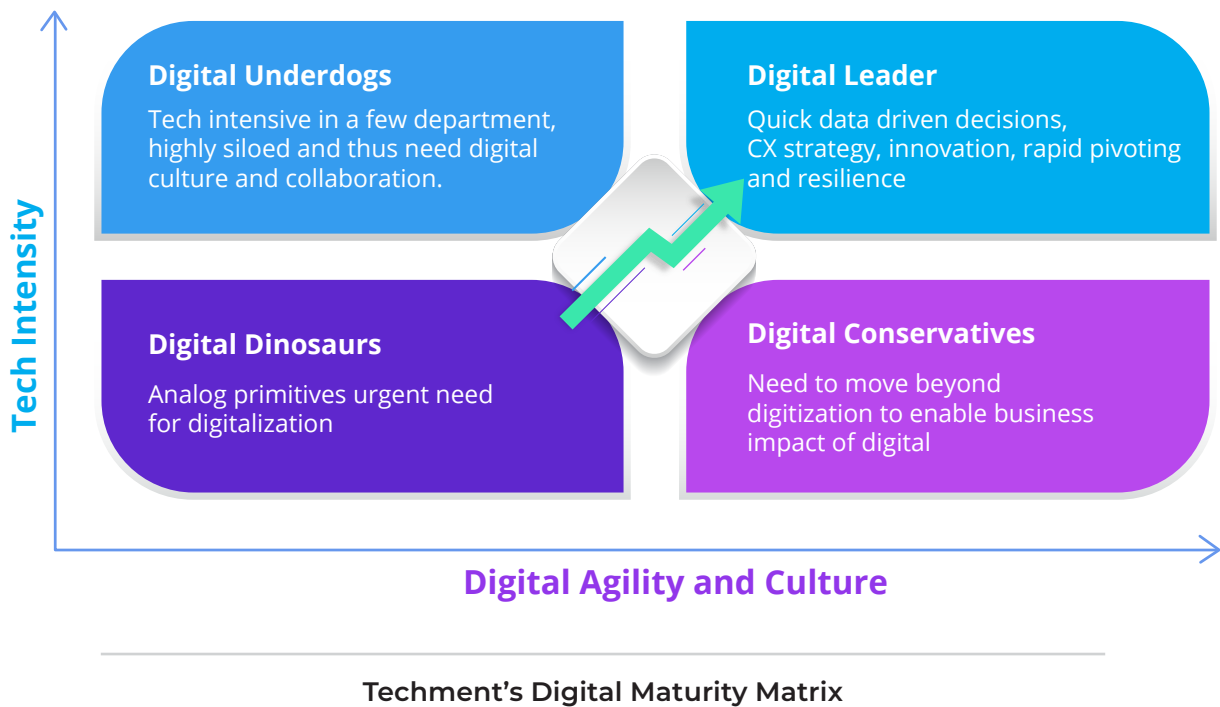 Digital Underdogs
Tech intensive in a few department,
highly siloed and thus need digital
culture and collaboration.
Digital Leader
Quick data driven decisions,
CX strategy, innovation, rapid pivoting
and resilience
Tech Intensity
Digital Dinosaurs
Analog primitives urgent need
for digitalization
Digital Conservatives
Need to move beyond
digitization to enable business
impact of digital
Digital Agility and Culture
Techment’s Digital Maturity Matrix